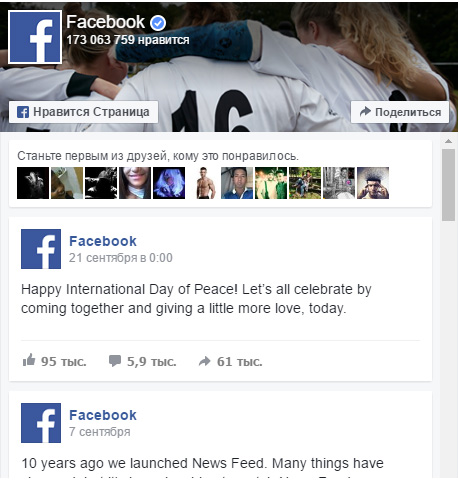 Facebook
173 063 759 нравится
16
Нравится Страница
Поделиться
Станьте первым из друзей, кому это понравилось.
Facebook
21 сентября в 0:00
Happy International Day of Peace! Let's all celebrate by
coming together and giving a little more love, today.
95 тыс. 5,9 тыс. 61 тыс.
Facebook
7 сентября
10 years ago we launched News Feed. Many things have